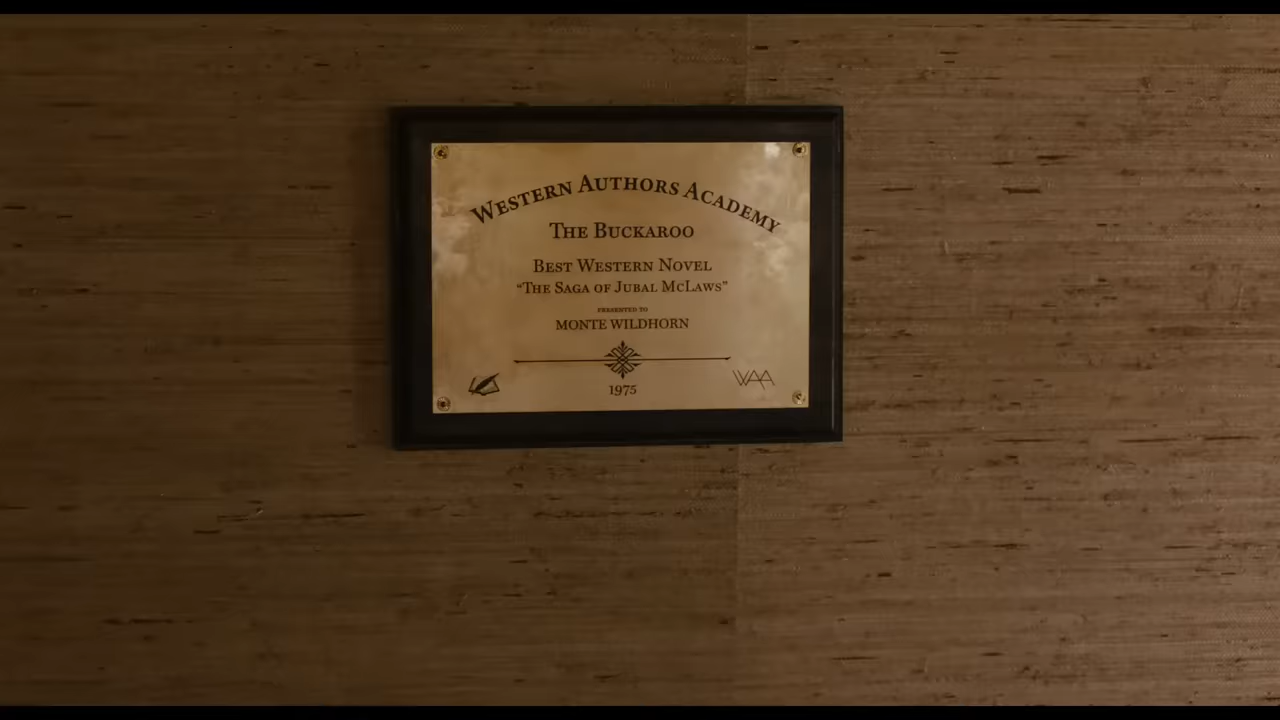 WESTERN AUTHORS ACADEMY
THE BUCKAROO
BEST WESTERN NOVEL
"THE SAGA OF JUBAL MCLAWS"
PRESENTED TO
MONTE WILDHORN
1975
WAA